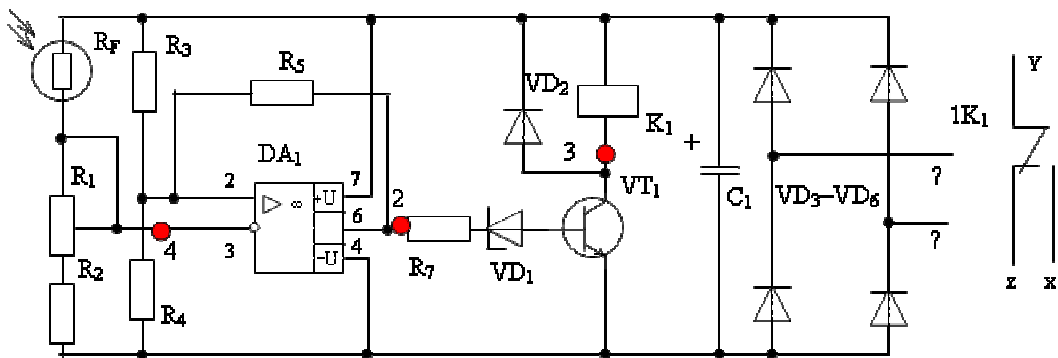 R_F
R₃
R₅
R₁
R₂
R₄
DA₁
2
3
▷ ∞
+U
-U
7
6
4
2
4
R₇
VD₁
VD₂
3
K₁
VT₁
+
C₁
VD₃–VD₆
?
?
1K₁
Y
z
x